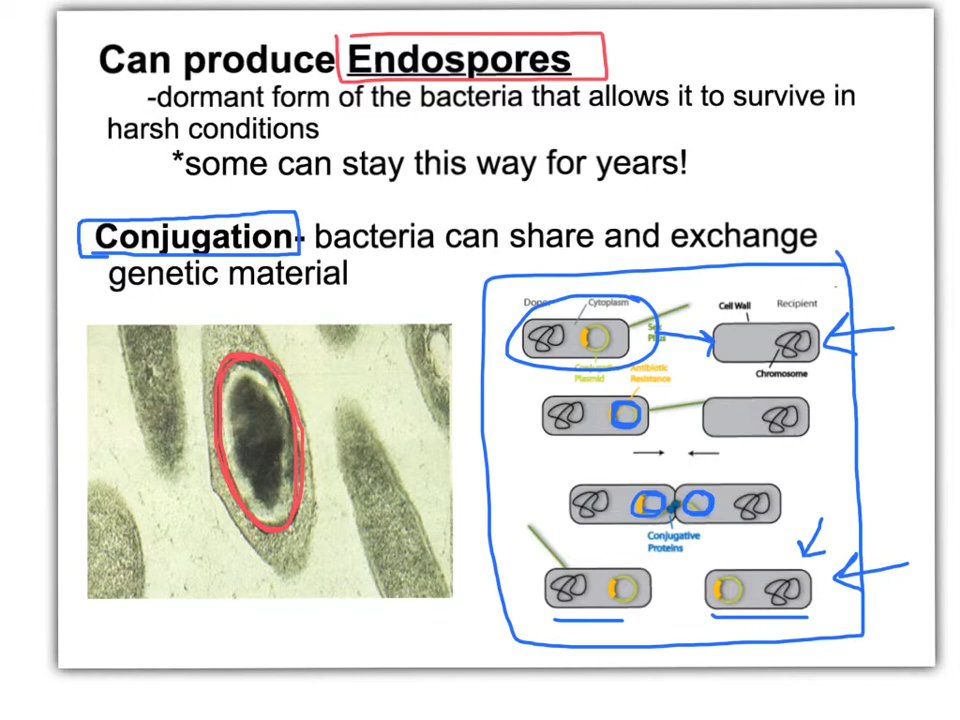 Can produce Endospores
-dormant form of the bacteria that allows it to survive in
harsh conditions
*some can stay this way for years!
Conjugation- bacteria can share and exchange
genetic material
Cytoplasm
Cell Wall
Recipient
Sex
Plasmid
Antibiotic
Resistance
Chromosome
Conjugative
Proteins